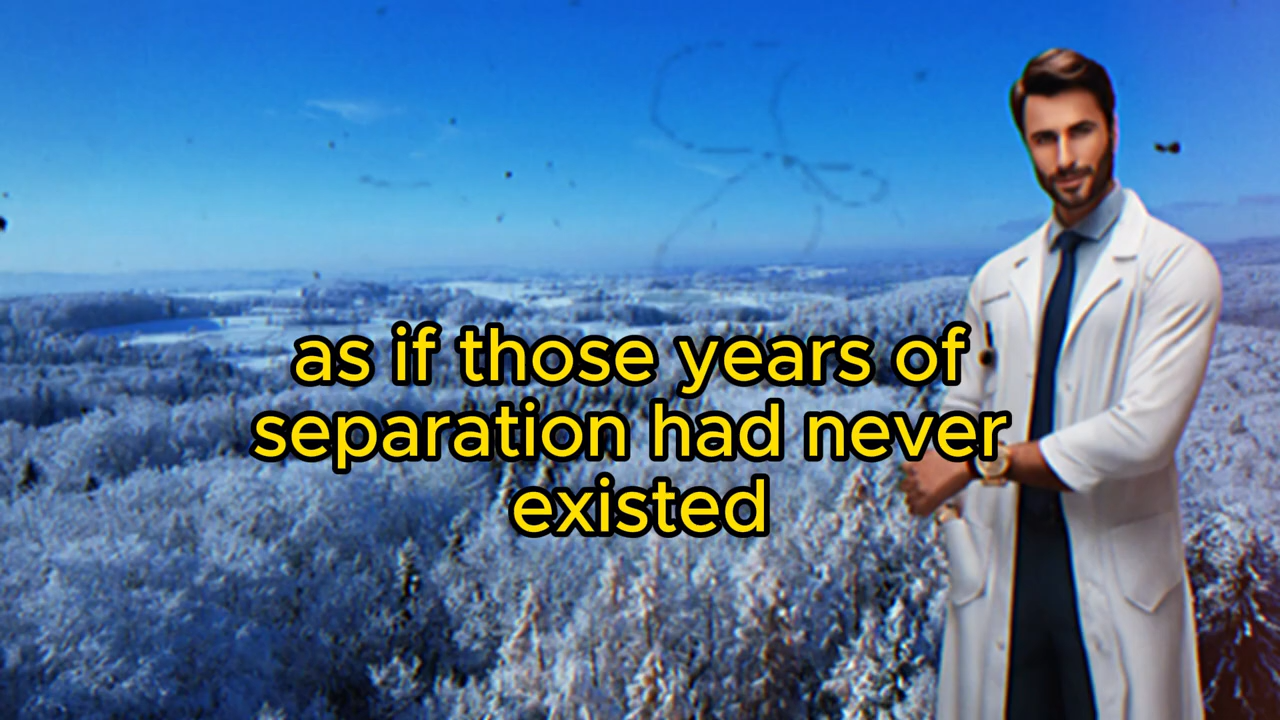 as if those years of
separation had never
existed